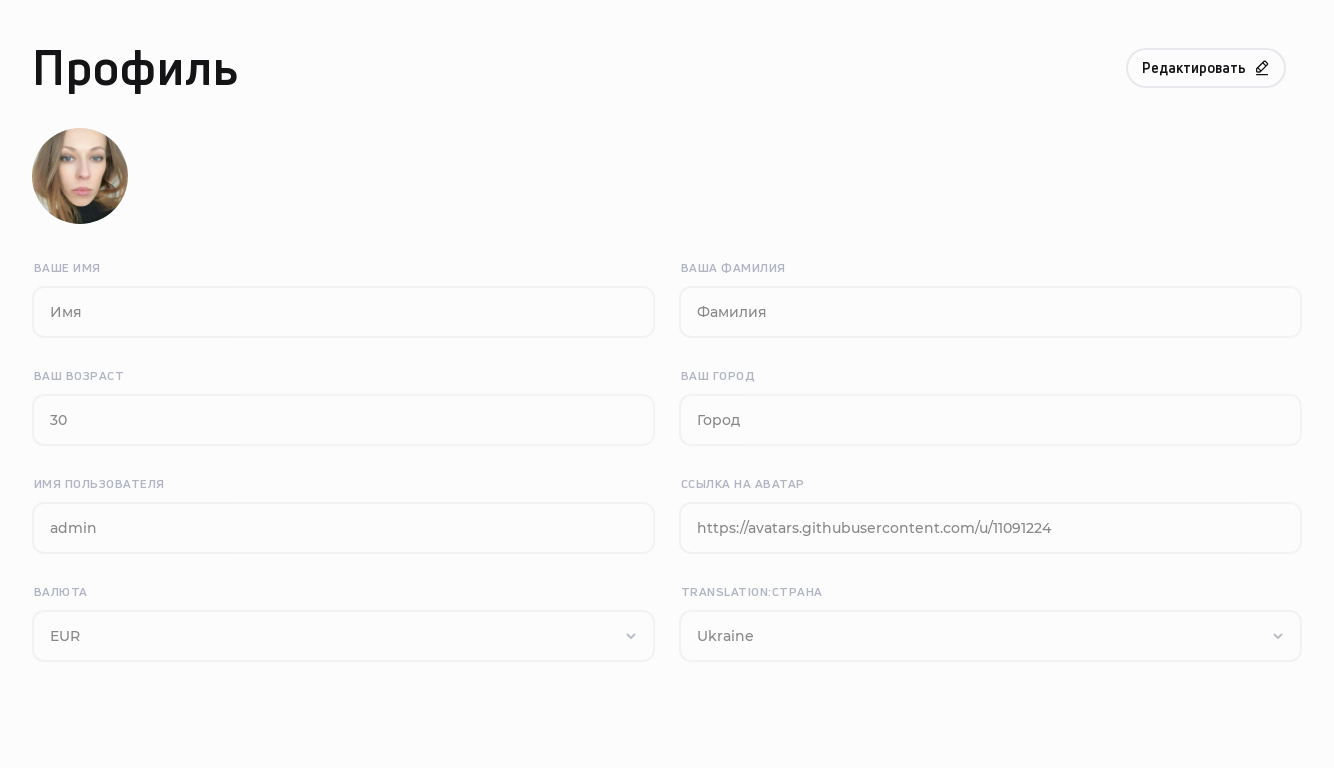 Профиль
Редактировать
ВАШЕ ИМЯ
ВАША ФАМИЛИЯ
Имя
Фамилия
ВАШ ВОЗРАСТ
ВАШ ГОРОД
30
Город
ИМЯ ПОЛЬЗОВАТЕЛЯ
ССЫЛКА НА АВАТАР
admin
https://avatars.githubusercontent.com/u/11091224
ВАЛЮТА
TRANSLATION:СТРАНА
EUR
Ukraine